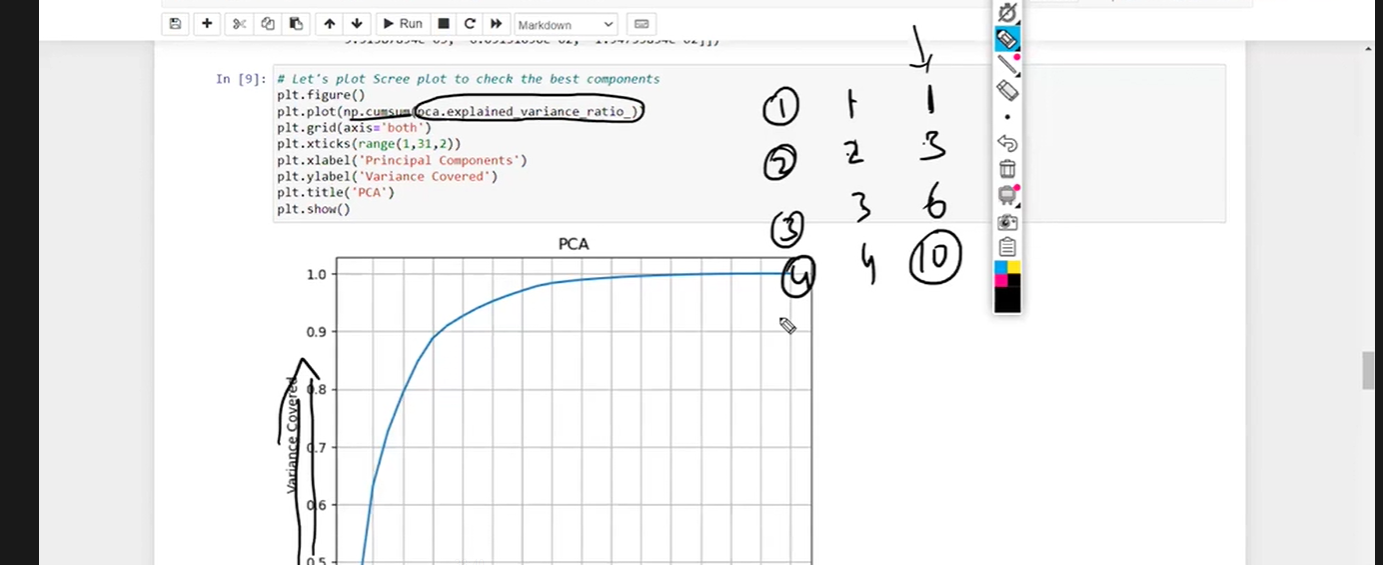 Run
Markdown
In [9]:
# Let's plot Scree plot to check the best components
plt.figure()
plt.plot(np.cumsum(pca.explained_variance_ratio_))
plt.grid(axis='both')
plt.xticks(range(1,31,2))
plt.xlabel('Principal Components')
plt.ylabel('Variance Covered')
plt.title('PCA')
plt.show()
1 1 1
2 2 3
3 3 6
4 4 10
PCA
1.0
0.9
0.8
0.7
0.6
0.5
Variance Covered